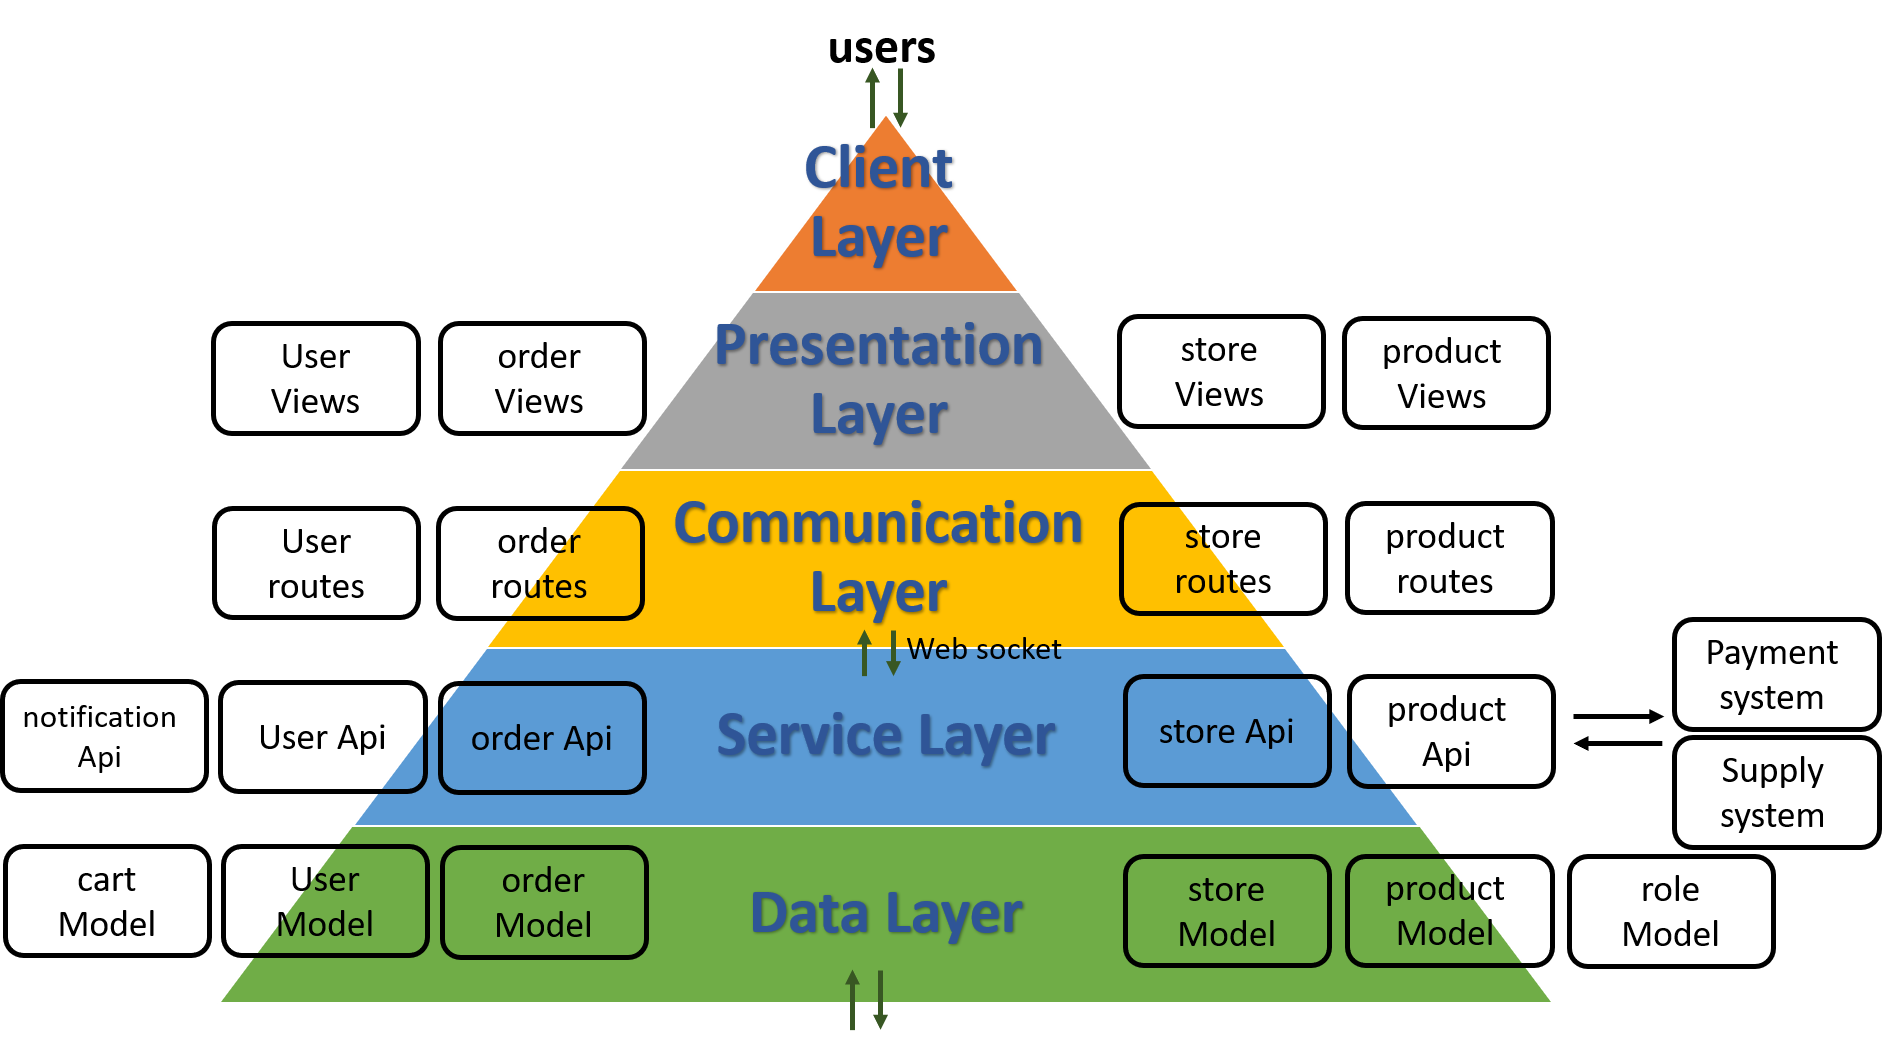 users
Client
Layer
User
Views
order
Views
Presentation
Layer
store
Views
product
Views
User
routes
order
routes
Communication
Layer
store
routes
product
routes
Web socket
notification
Api
User Api
order Api
Service Layer
store Api
product
Api
Payment
system
Supply
system
cart
Model
User
Model
order
Model
Data Layer
store
Model
product
Model
role
Model